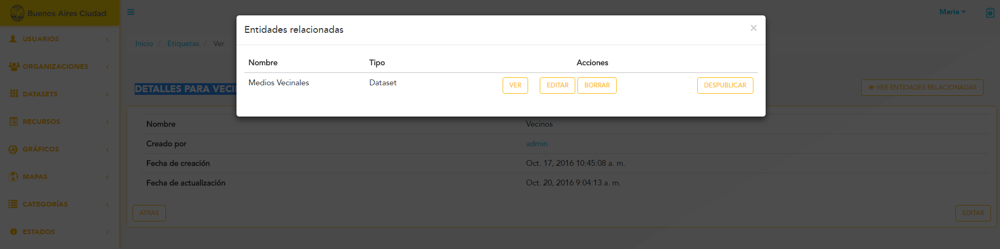 Buenos Aires Ciudad
Maria
USUARIOS
ORGANIZACIONES
DATASETS
RECURSOS
GRÁFICOS
MAPAS
CATEGORÍAS
ESTADOS
Inicio / Etiquetas / Ver
Entidades relacionadas ×
Nombre Tipo Acciones
Medios Vecinales Dataset VER EDITAR BORRAR DESPUBLICAR
DETALLES PARA VECI
VER ENTIDADES RELACIONADAS
Nombre Vecinos
Creado por admin
Fecha de creación Oct. 17, 2016 10:45:08 a. m.
Fecha de actualización Oct. 20, 2016 9:04:13 a. m.
ATRAS EDITAR